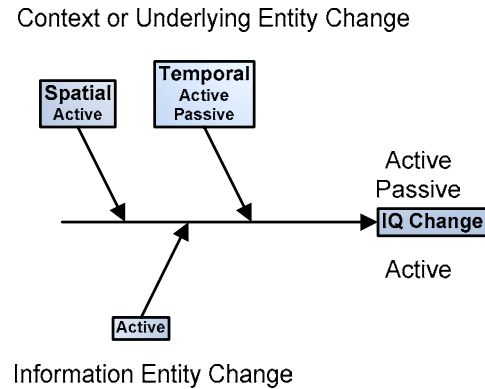 Context or Underlying Entity Change
Spatial
Active
Temporal
Active
Passive
Active
Passive
IQ Change
Active
Active
Information Entity Change